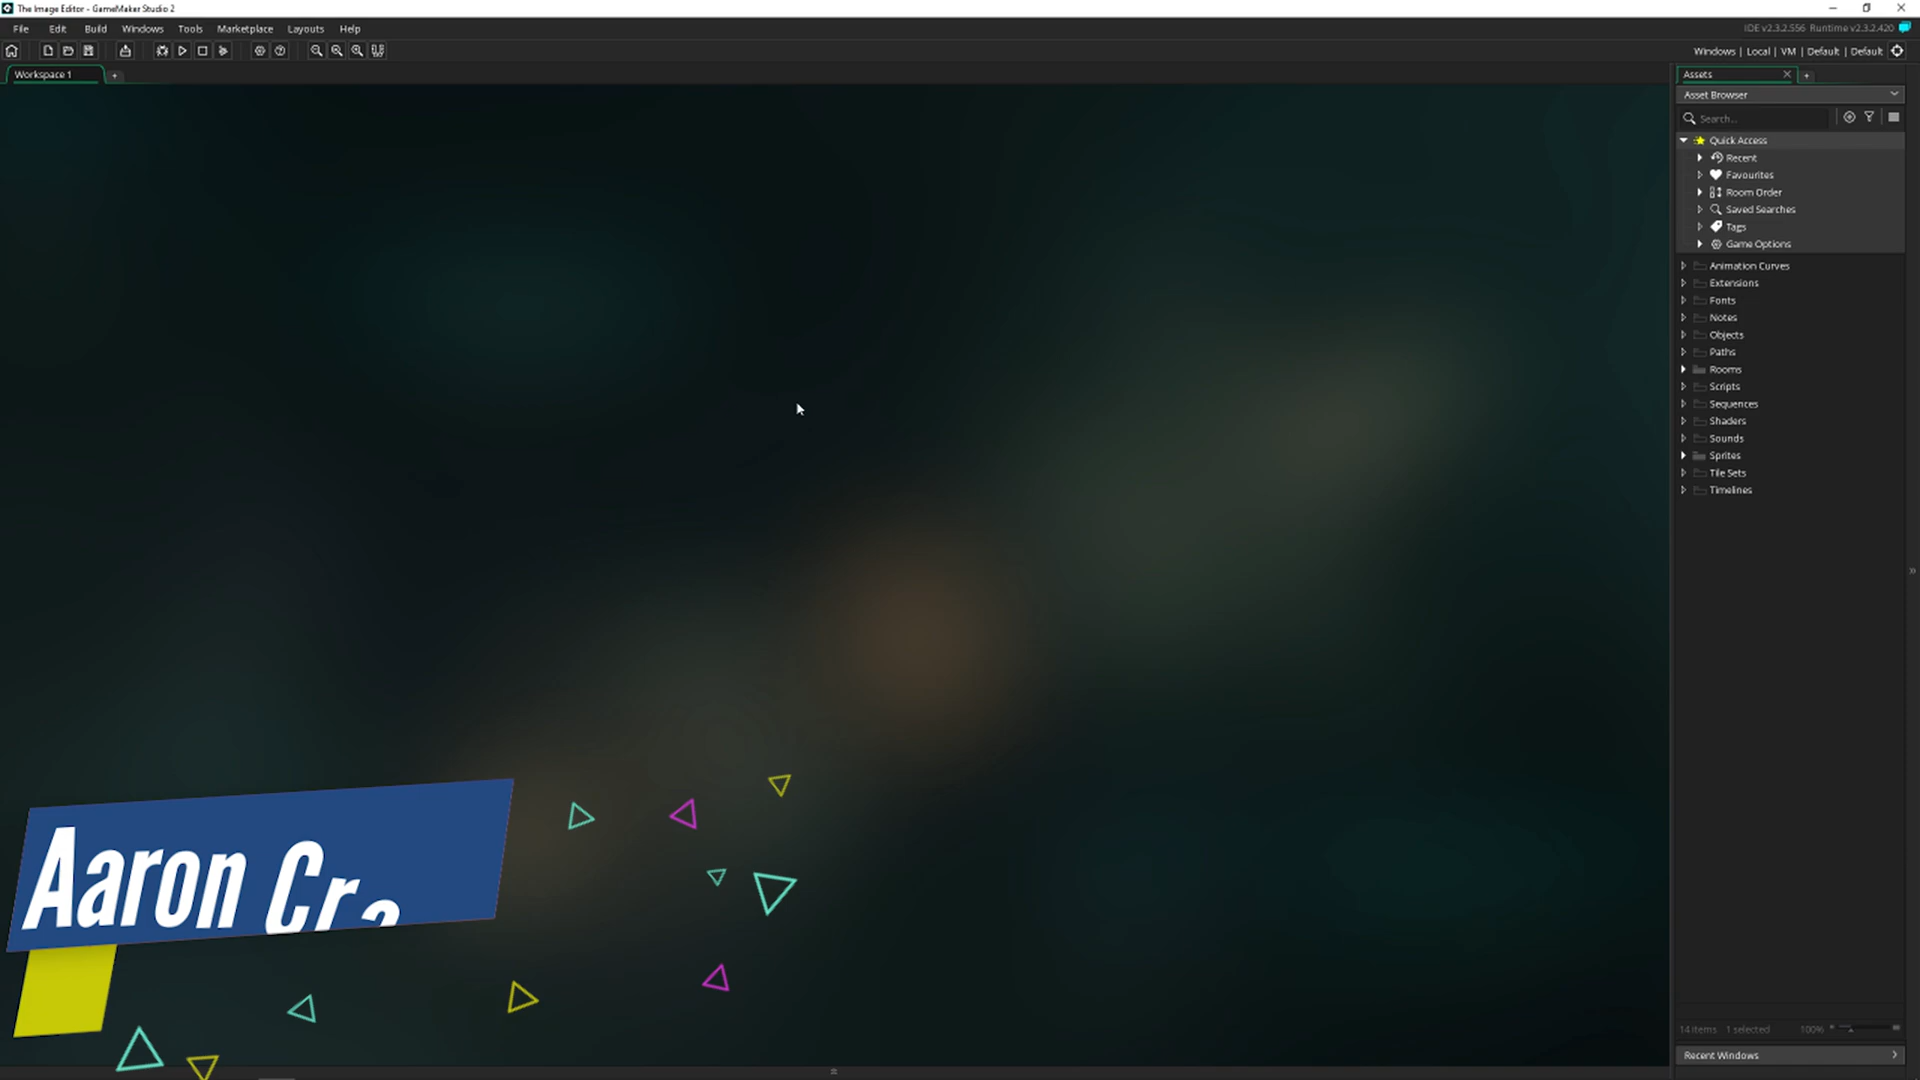 The Image Editor - GameMaker Studio 2
File Edit Build Windows Tools Marketplace Layouts Help
IDE v2.3.2.556 Runtime v2.3.2.420
Windows | Local | VM | Default | Default
Workspace 1 +
Assets
Asset Browser
Search...
Quick Access
Recent
Favourites
Room Order
Saved Searches
Tags
Game Options
Animation Curves
Extensions
Fonts
Notes
Objects
Paths
Rooms
Scripts
Sequences
Shaders
Sounds
Sprites
Tile Sets
Timelines
Aaron Cra
14 items 1 selected 100%
Recent Windows